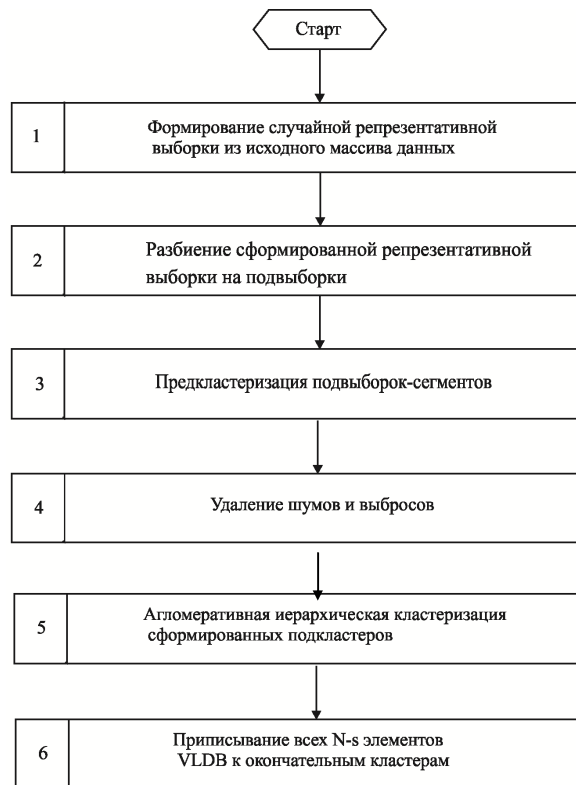 Старт
1
Формирование случайной репрезентативной
выборки из исходного массива данных
2
Разбиение сформированной репрезентативной
выборки на подвыборки
3
Предкластеризация подвыборок-сегментов
4
Удаление шумов и выбросов
5
Агломеративная иерархическая кластеризация
сформированных подкластеров
6
Приписывание всех N-s элементов
VLDB к окончательным кластерам